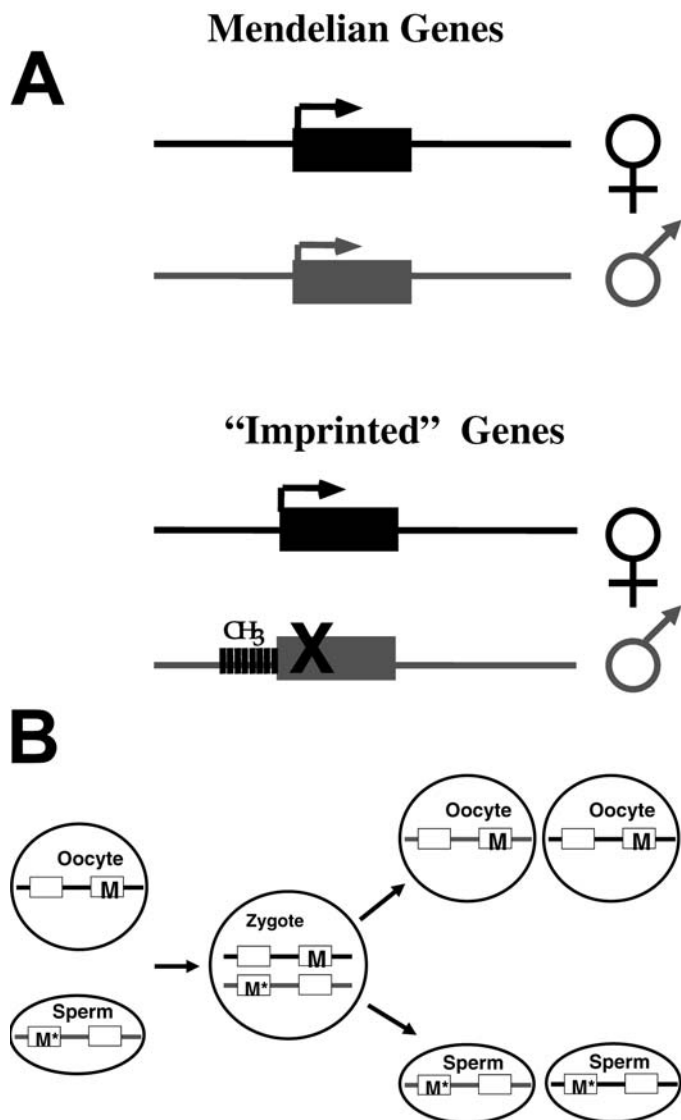 Mendelian Genes
A
“Imprinted” Genes
CH3
X
B
Oocyte
M
Sperm
M*
Zygote
M
M*
Oocyte
M
Oocyte
M
Sperm
M*
Sperm
M*